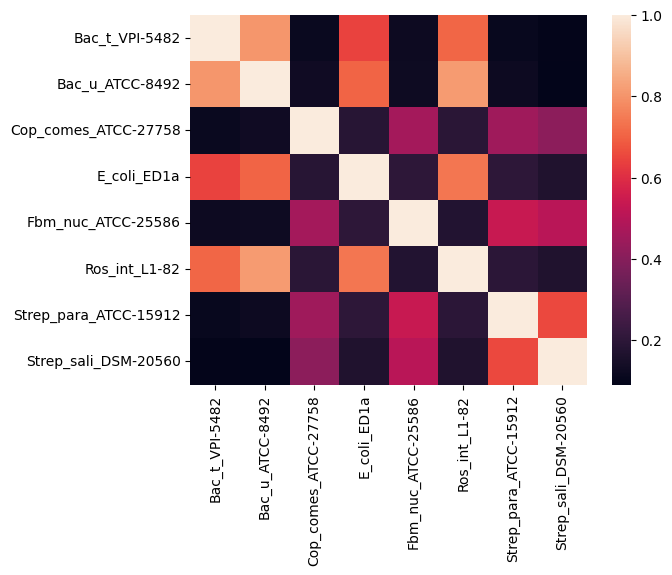 Bac_t_VPI-5482
Bac_u_ATCC-8492
Cop_comes_ATCC-27758
E_coli_ED1a
Fbm_nuc_ATCC-25586
Ros_int_L1-82
Strep_para_ATCC-15912
Strep_sali_DSM-20560
Bac_t_VPI-5482
Bac_u_ATCC-8492
Cop_comes_ATCC-27758
E_coli_ED1a
Fbm_nuc_ATCC-25586
Ros_int_L1-82
Strep_para_ATCC-15912
Strep_sali_DSM-20560
1.0
0.8
0.6
0.4
0.2